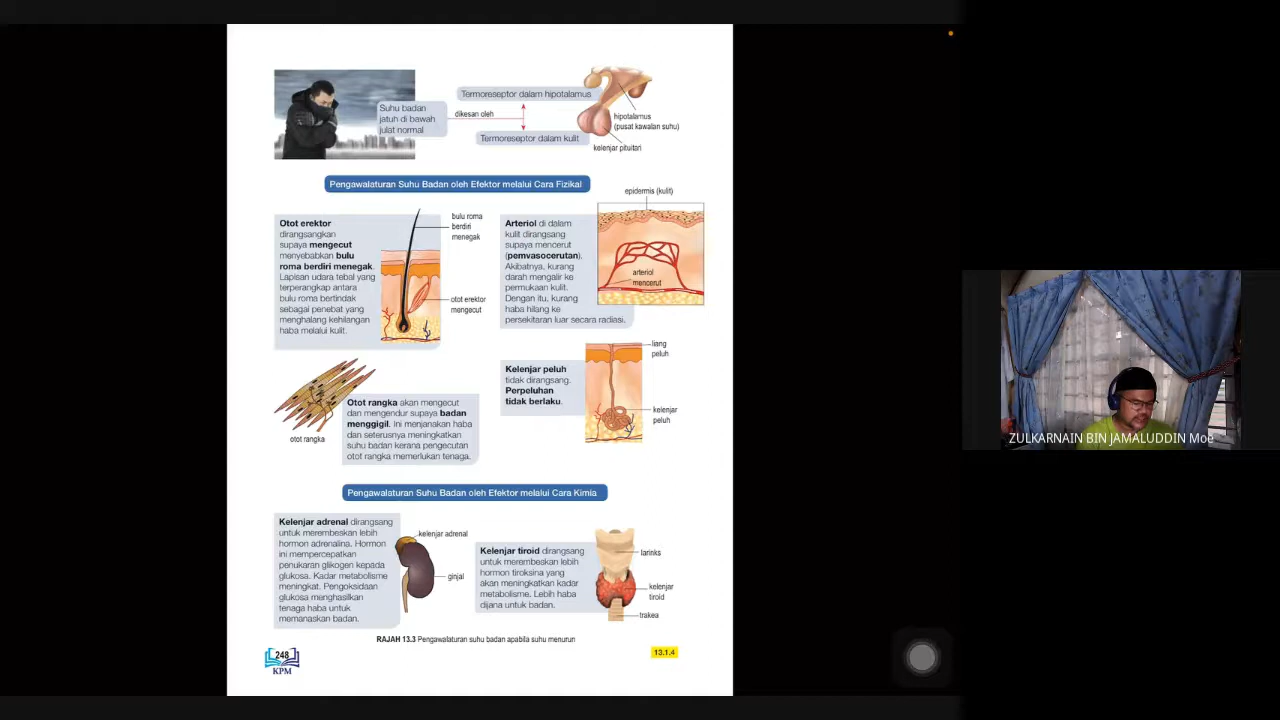 Suhu badan
jatuh di bawah
julat normal
dikesan oleh
Termoreseptor dalam hipotalamus
Termoreseptor dalam kulit
hipotalamus
(pusat kawalan suhu)
kelenjar pituitari
Pengawalaturan Suhu Badan oleh Efektor melalui Cara Fizikal
Otot erektor
dirangsangkan
supaya mengecut
menyebabkan bulu
roma berdiri menegak.
Lapisan udara tebal yang
terperangkap antara
bulu roma bertindak
sebagai penebat yang
menghalang kehilangan
haba melalui kulit.
bulu roma
berdiri
menegak
otot erektor
mengecut
Arteriol di dalam
kulit dirangsang
supaya mencerut
(pemvasocerutan).
Akibatnya, kurang
darah mengalir ke
permukaan kulit.
Dengan itu, kurang
haba hilang ke
persekitaran luar secara radiasi.
epidermis (kulit)
arteriol
mencerut
otot rangka
Otot rangka akan mengecut
dan mengendur supaya badan
menggigil. Ini menjanakan haba
dan seterusnya meningkatkan
suhu badan kerana pengecutan
otot rangka memerlukan tenaga.
Kelenjar peluh
tidak dirangsang.
Perpeluhan
tidak berlaku.
liang
peluh
kelenjar
peluh
Pengawalaturan Suhu Badan oleh Efektor melalui Cara Kimia
Kelenjar adrenal dirangsang
untuk merembeskan lebih
hormon adrenalina. Hormon
ini mempercepatkan
penukaran glikogen kepada
glukosa. Kadar metabolisme
meningkat. Pengoksidaan
glukosa menghasilkan
tenaga haba untuk
memanaskan badan.
kelenjar adrenal
ginjal
Kelenjar tiroid dirangsang
untuk merembeskan lebih
hormon tiroksina yang
akan meningkatkan kadar
metabolisme. Lebih haba
dijana untuk badan.
larinks
kelenjar
tiroid
trakea
RAJAH 13.3 Pengawalaturan suhu badan apabila suhu menurun
248
KPM
13.1.4
ZULKARNAIN BIN JAMALUDDIN Moe